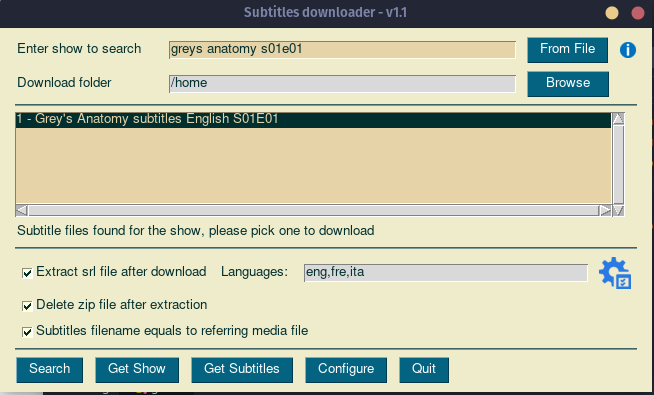 Subtitles downloader - v1.1
Enter show to search greys anatomy s01e01 From File
Download folder /home Browse
1 - Grey's Anatomy subtitles English S01E01
Subtitle files found for the show, please pick one to download
Extract srl file after download Languages: eng,fre,ita
Delete zip file after extraction
Subtitles filename equals to referring media file
Search Get Show Get Subtitles Configure Quit